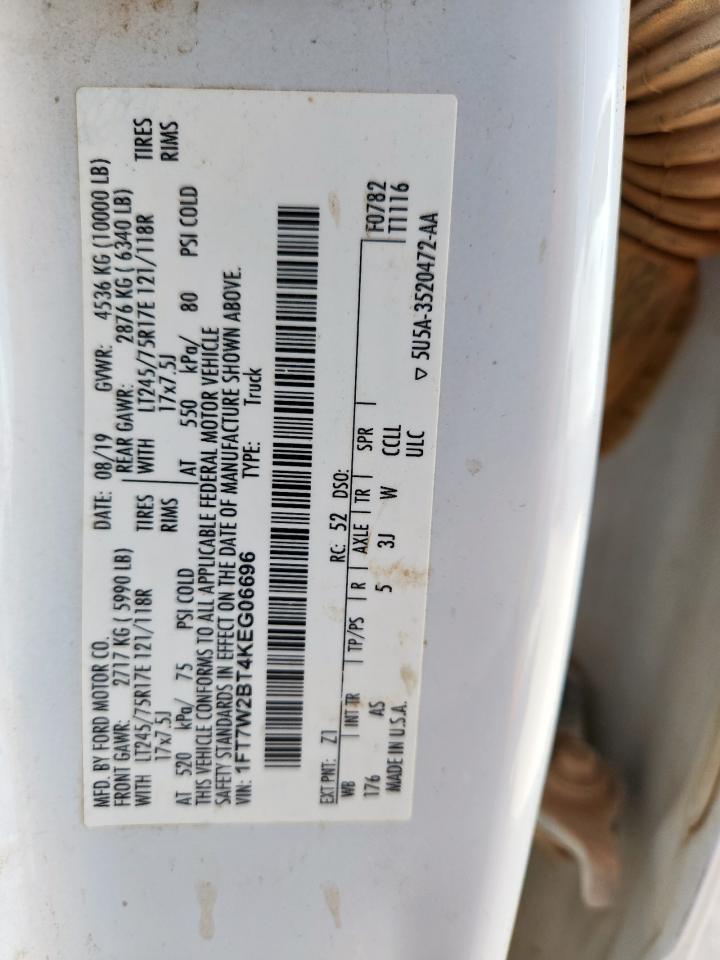 MFD. BY FORD MOTOR CO. DATE: 08/19 GVWR: 4536 KG (10000 LB)
FRONT GAWR: 2717 KG ( 5990 LB) REAR GAWR: 2876 KG ( 6340 LB)
WITH LT245/75R17E 121/118R TIRES WITH LT245/75R17E 121/118R TIRES
17x7.5J RIMS 17x7.5J RIMS
AT 520 kPa/ 75 PSI COLD AT 550 kPa/ 80 PSI COLD
THIS VEHICLE CONFORMS TO ALL APPLICABLE FEDERAL MOTOR VEHICLE
SAFETY STANDARDS IN EFFECT ON THE DATE OF MANUFACTURE SHOWN ABOVE.
VIN: 1FT7W2BT4KEG06696 TYPE: Truck
EXT PNT: Z1 RC: 52 DSO:
WB INT TR TP/PS R AXLE TR SPR F0782
176 AS 5 3J W CCLL T1116
MADE IN U.S.A. ULC
▽ 5U5A-3520472-AA